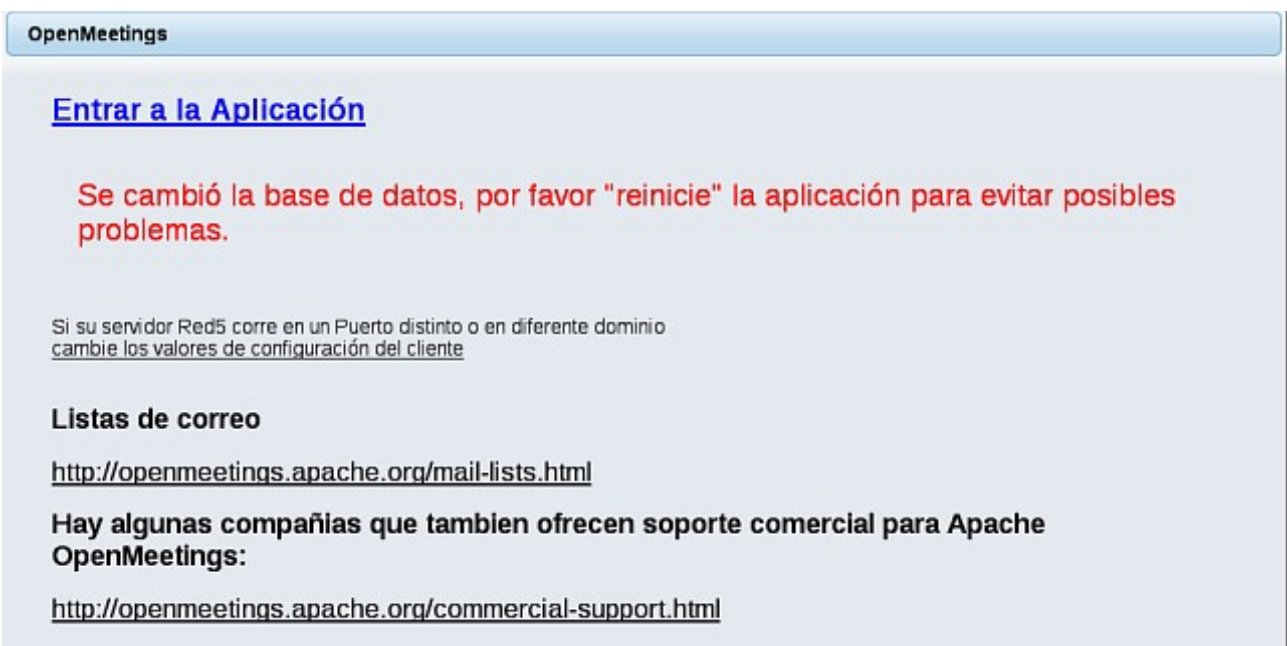 OpenMeetings
Entrar a la Aplicación
Se cambió la base de datos, por favor "reinicie" la aplicación para evitar posibles
problemas.
Si su servidor Red5 corre en un Puerto distinto o en diferente dominio
cambie los valores de configuración del cliente
Listas de correo
http://openmeetings.apache.org/mail-lists.html
Hay algunas compañias que tambien ofrecen soporte comercial para Apache
OpenMeetings:
http://openmeetings.apache.org/commercial-support.html